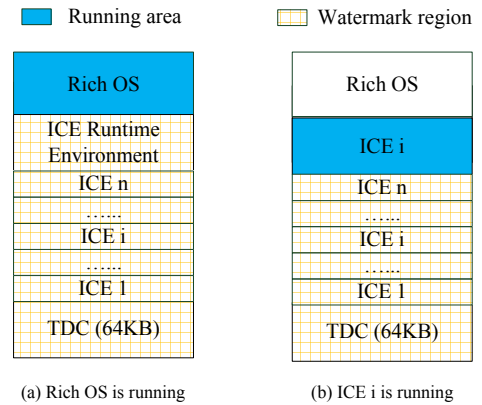 Running area
Watermark region
Rich OS
ICE Runtime
Environment
ICE n
…...
ICE i
…...
ICE 1
TDC (64KB)
(a) Rich OS is running
Rich OS
ICE i
ICE n
…...
ICE i
…...
ICE 1
TDC (64KB)
(b) ICE i is running